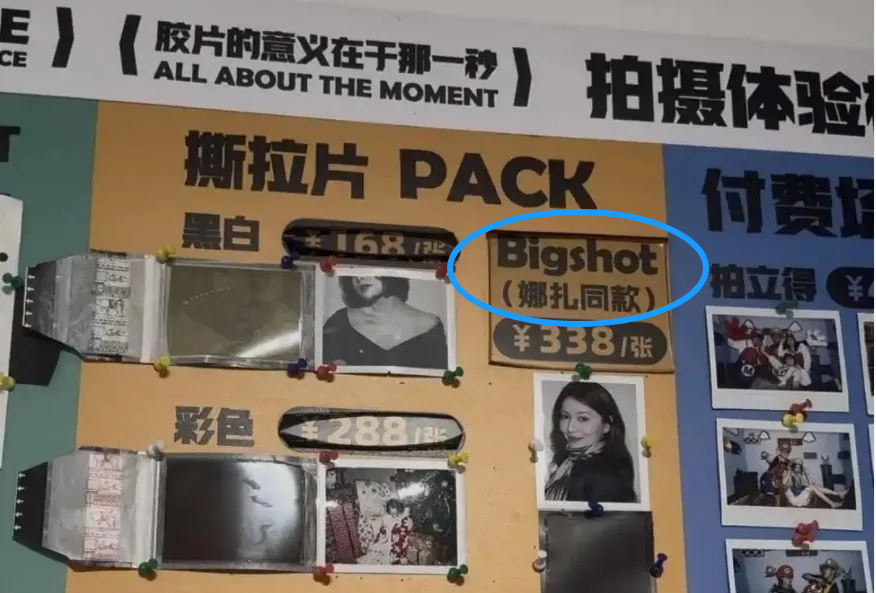 E
CE
胶片的意义在于那一秒
ALL ABOUT THE MOMENT
拍摄体验
撕拉片 PACK
黑白
¥168/张
Bigshot
(娜扎同款)
¥338/张
彩色
¥288/张
付费
拍立得
¥